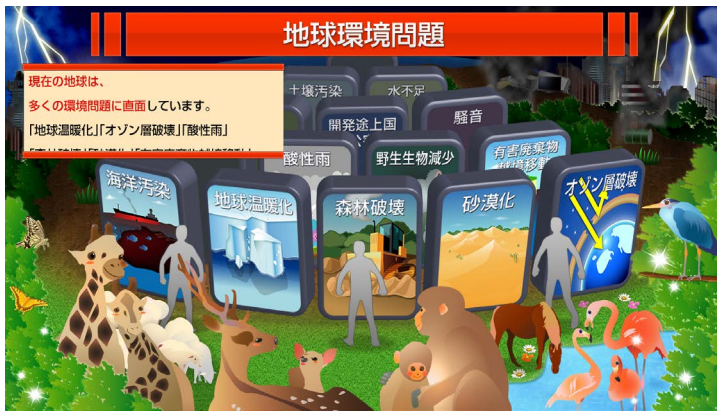 地球環境問題
現在の地球は、
多くの環境問題に直面しています。
「地球温暖化」「オゾン層破壊」「酸性雨」
土壌汚染
水不足
開発途上国
騒音
酸性雨
野生生物減少
有害廃棄物
越境移動
海洋汚染
地球温暖化
森林破壊
砂漠化
オゾン層破壊